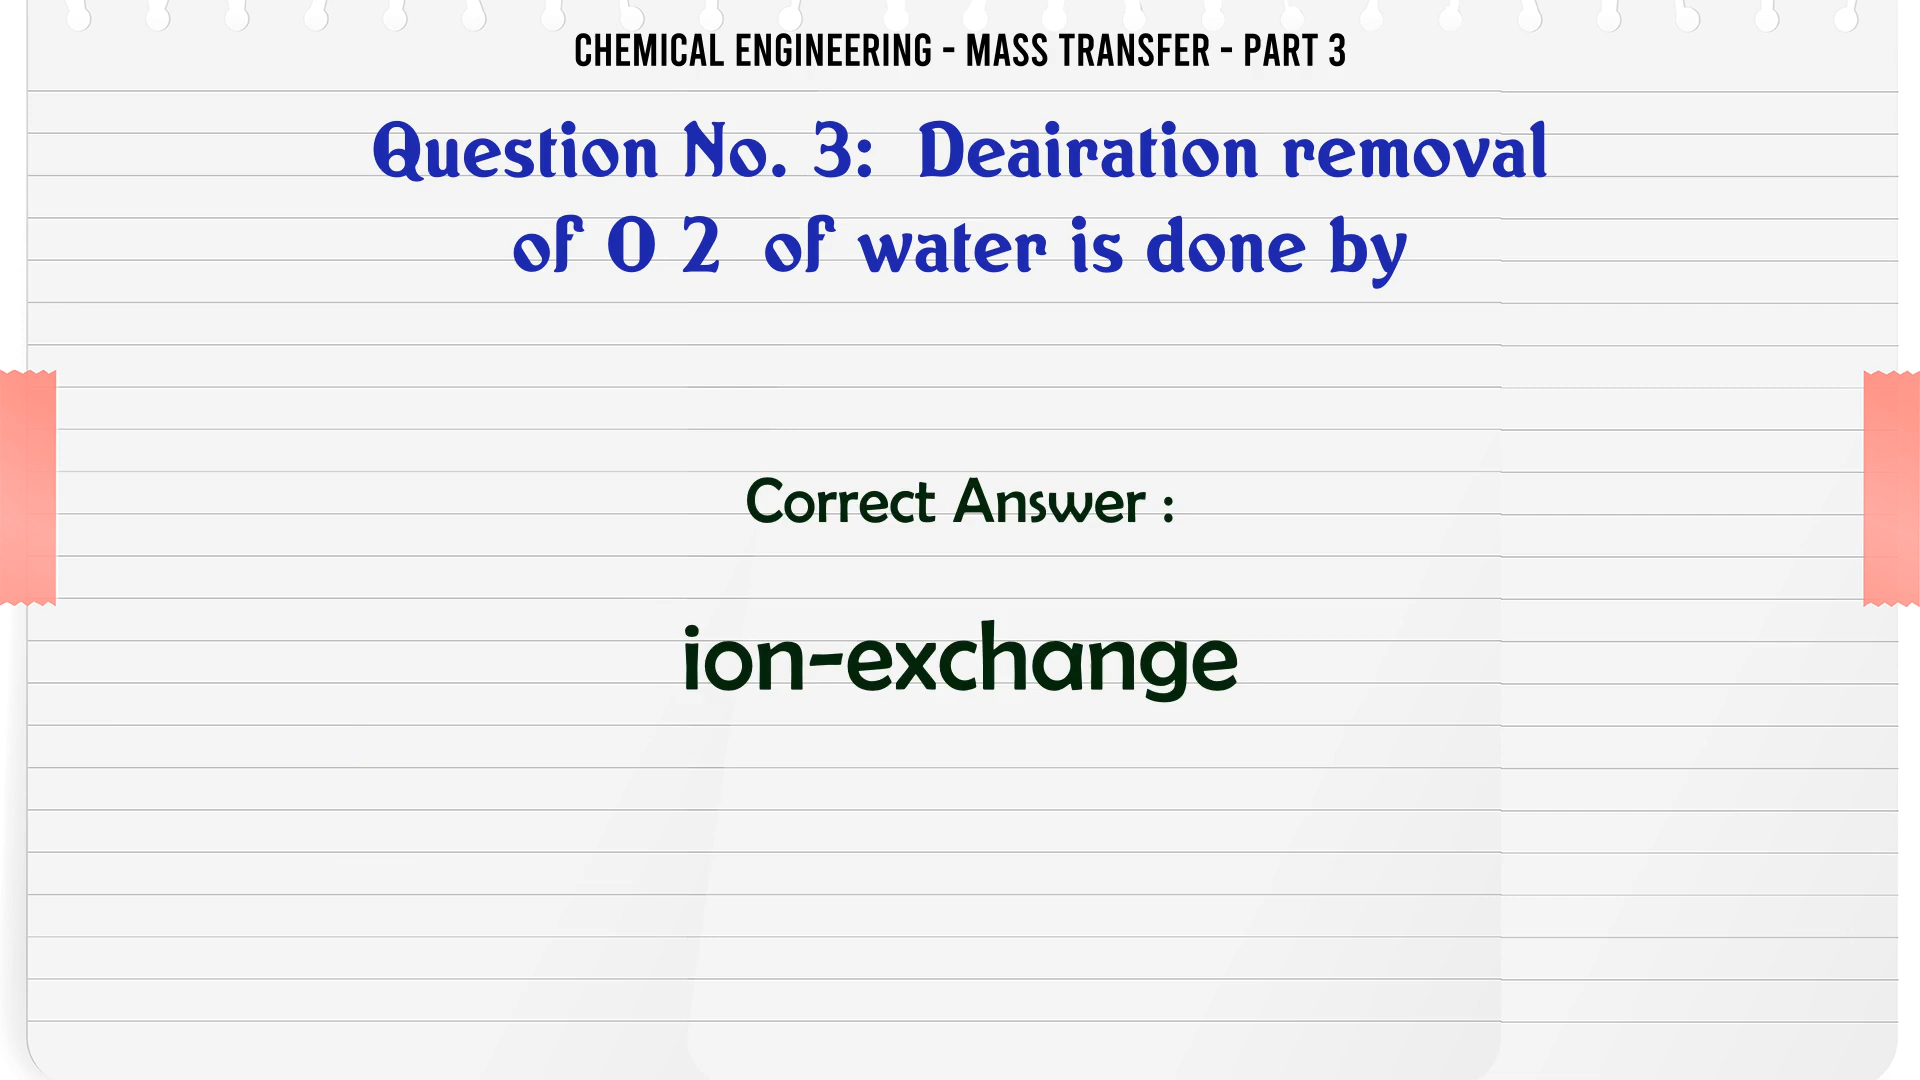 CHEMICAL ENGINEERING - MASS TRANSFER - PART 3
Question No. 3: Deairation removal
of O 2 of water is done by
Correct Answer :
ion-exchange